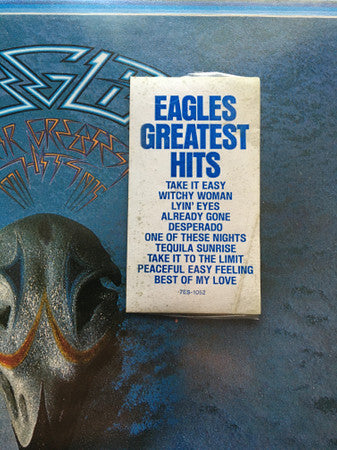 EAGLES
GREATEST
HITS
TAKE IT EASY
WITCHY WOMAN
LYIN' EYES
ALREADY GONE
DESPERADO
ONE OF THESE NIGHTS
TEQUILA SUNRISE
TAKE IT TO THE LIMIT
PEACEFUL EASY FEELING
BEST OF MY LOVE
7ES-1052